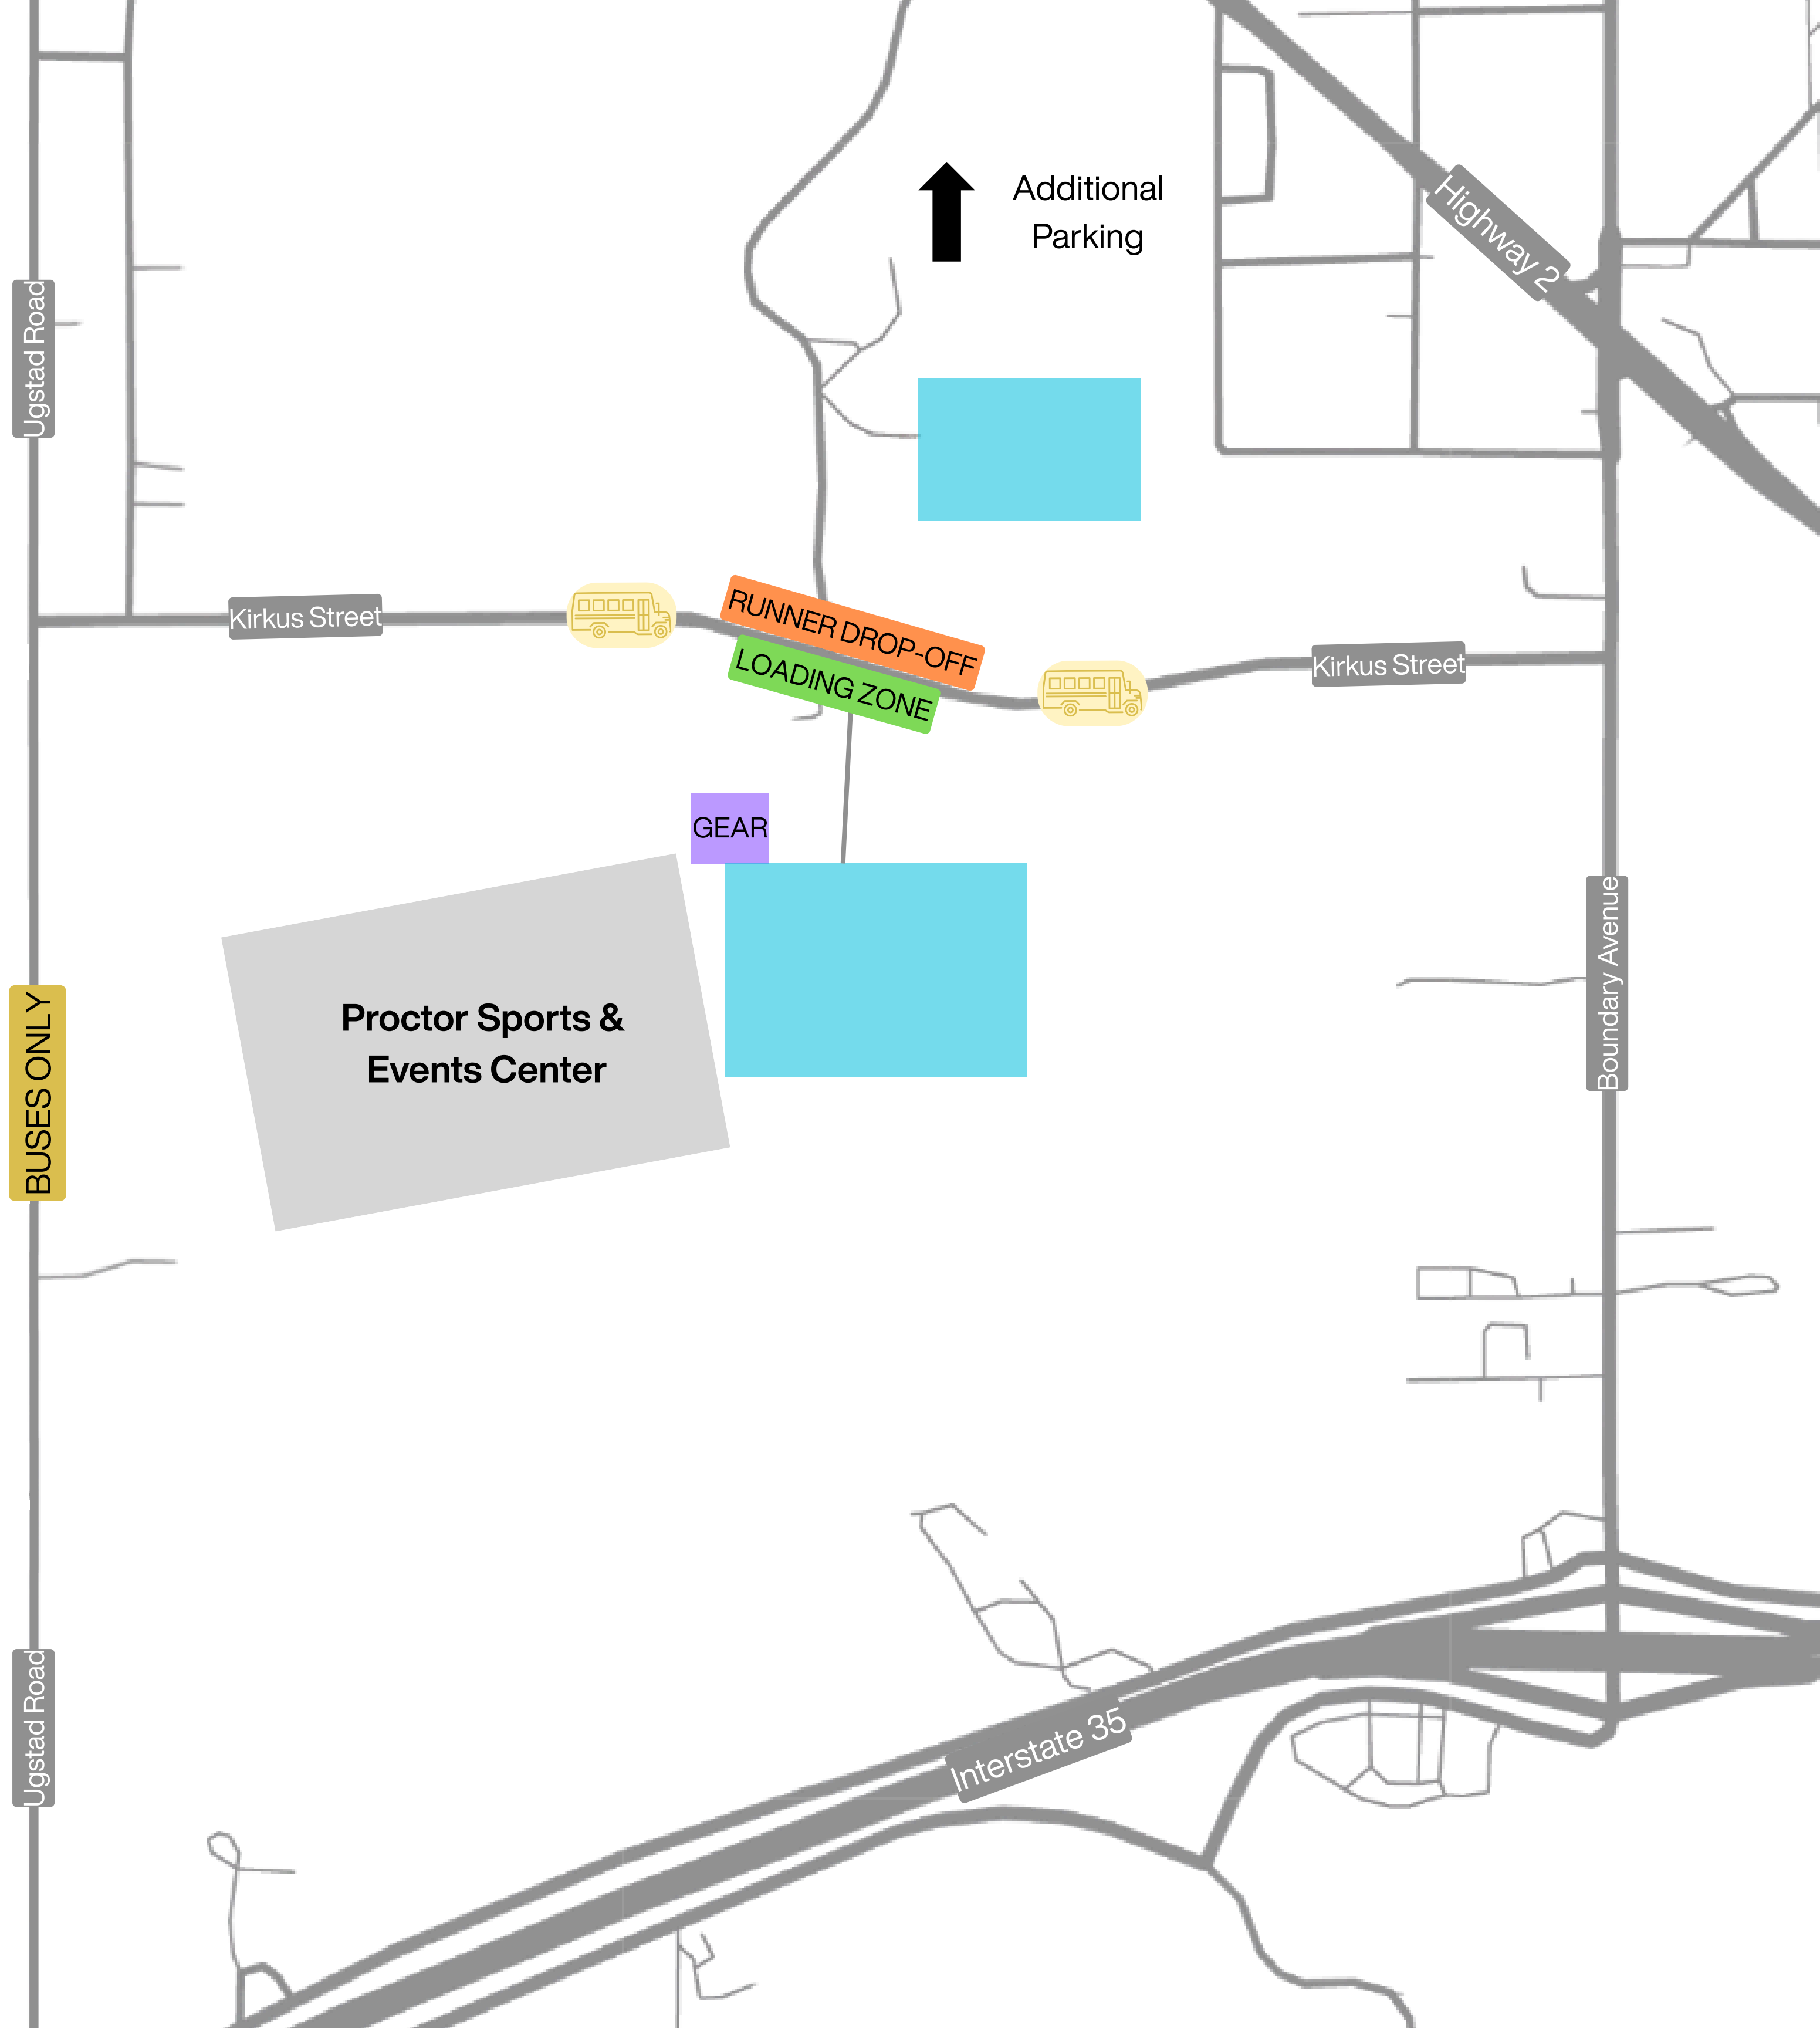 Additional
Parking
Highway 2
Ugstad Road
RUNNER DROP-OFF
Kirkus Street
LOADING ZONE
Kirkus Street
GEAR
Boundary Avenue
Proctor Sports &
Events Center
BUSES ONLY
Ugstad Road
Interstate 35